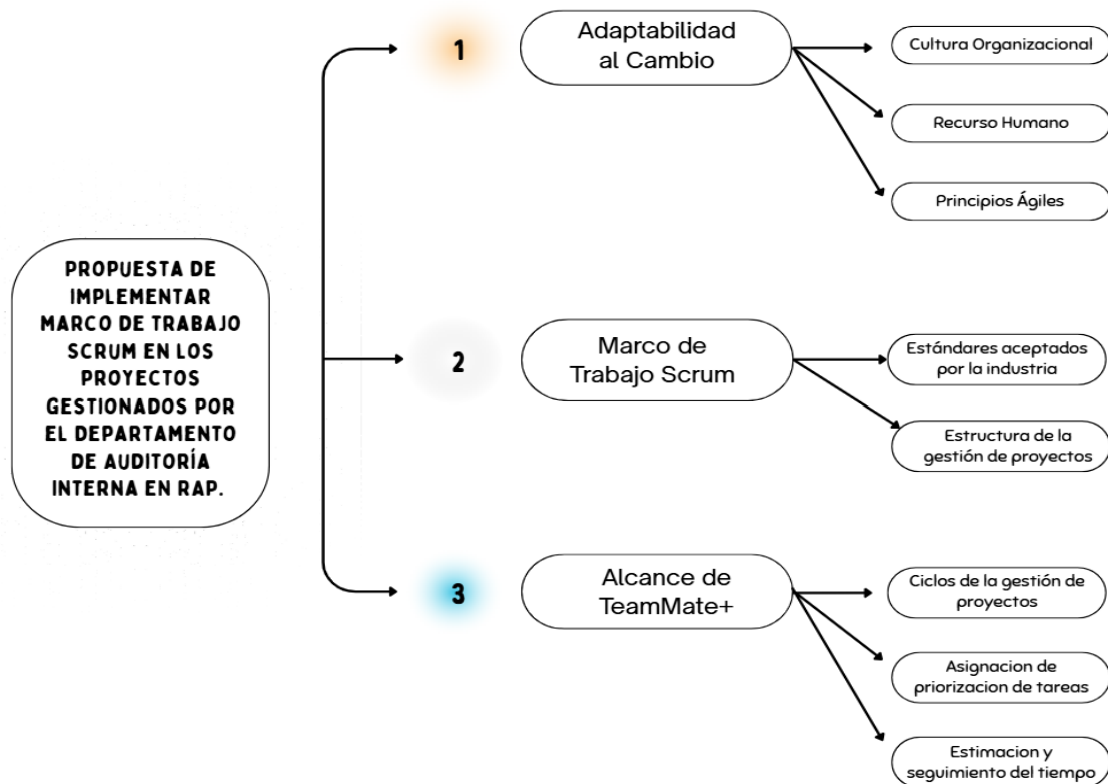 PROPUESTA DE
IMPLEMENTAR
MARCO DE TRABAJO
SCRUM EN LOS
PROYECTOS
GESTIONADOS POR
EL DEPARTAMENTO
DE AUDITORÍA
INTERNA EN RAP.
1
Adaptabilidad
al Cambio
Cultura Organizacional
Recurso Humano
Principios Ágiles
2
Marco de
Trabajo Scrum
Estándares aceptados
por la industria
Estructura de la
gestión de proyectos
3
Alcance de
TeamMate+
Ciclos de la gestión de
proyectos
Asignacion de
priorizacion de tareas
Estimacion y
seguimiento del tiempo